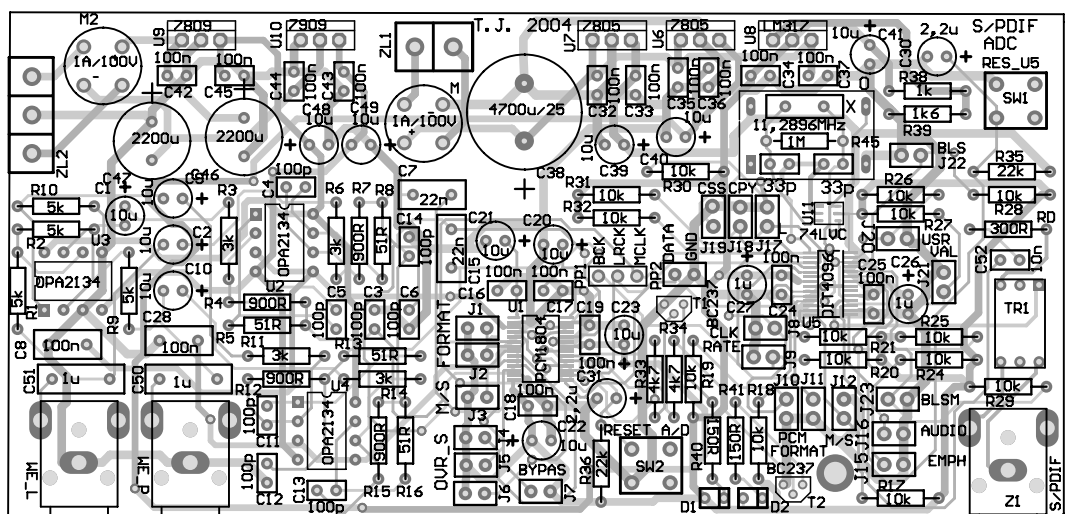 M2
1A/100V
-
U9
7809
100n
100n
C42
C45
U10
7909
C44
100n
C43
100n
C48
10u
C49
10u
ZL1
T.J. 2004
M
1A/100V
+
4700u/25
C38
U7
7805
U6
7805
U8
LM317
C32
100n
100n
C33
C35
100n
C36
10u
C39
10u
C40
100n
C34
100n
C37
10u
C41
C30
2,2u
S/PDIF
ADC
RES_U5
SW1
R38
1k
1k6
R39
X
11,2896MHz
1M
R45
33p
33p
BLS
J22
R35
22k
10k
R28
RD
300R
ZL2
2200u
2200u
C47
C46
R10
5k
5k
R2
C1
10u
10u
C9
10u
C2
10u
C10
R3
3k
C4
100p
OPA2134
U2
R6
3k
R7
900R
R8
51R
C7
22n
C14
100p
22n
C15
C21
10u
C20
10u
R31
10k
R32
10k
10k
R30
CSS
CPY
J19
J18
J17
U11
74LVC
R26
10k
10k
R27
USR
VAL
J21
C52
10n
U3
OPA2134
R1
5k
5k
R9
C28
R4
900R
51R
R5
C5
100p
C3
100p
C6
100n
C16
U1
100n
C17
BCK
LRCK
MCLK
PP1
DATA
GND
PP2
T1
BC237
R34
10u
C27
100n
C24
DIT4096
U5
C25
100n
C26
1u
TR1
C8
100n
100n
C51
1u
C50
1u
R11
3k
R13
51R
R12
900R
3k
U4
R14
FORMAT
J1
J2
M/S
J3
PCM1804
C19
100n
C23
10u
C31
2,2u
R33
4k7
4k7
10k
R19
CLK
RATE
J8
J9
10k
R21
10k
R20
R25
10k
10k
R24
10k
R29
ME_L
ME_P
100p
C11
100p
C12
C13
100p
OPA2134
900R
51R
R15
R16
OVR_S
J4
J5
J6
C18
100n
C22
10u
BYPAS
J7
R36
22k
RESET A/D
SW2
R40
150R
R41
150R
R18
10k
D1
D2
J10
J11
J12
PCM
FORMAT
M/S
BC237
T2
J23
J16
J15
BLSM
AUDIO
EMPH
R17
10k
Z1
S/PDIF